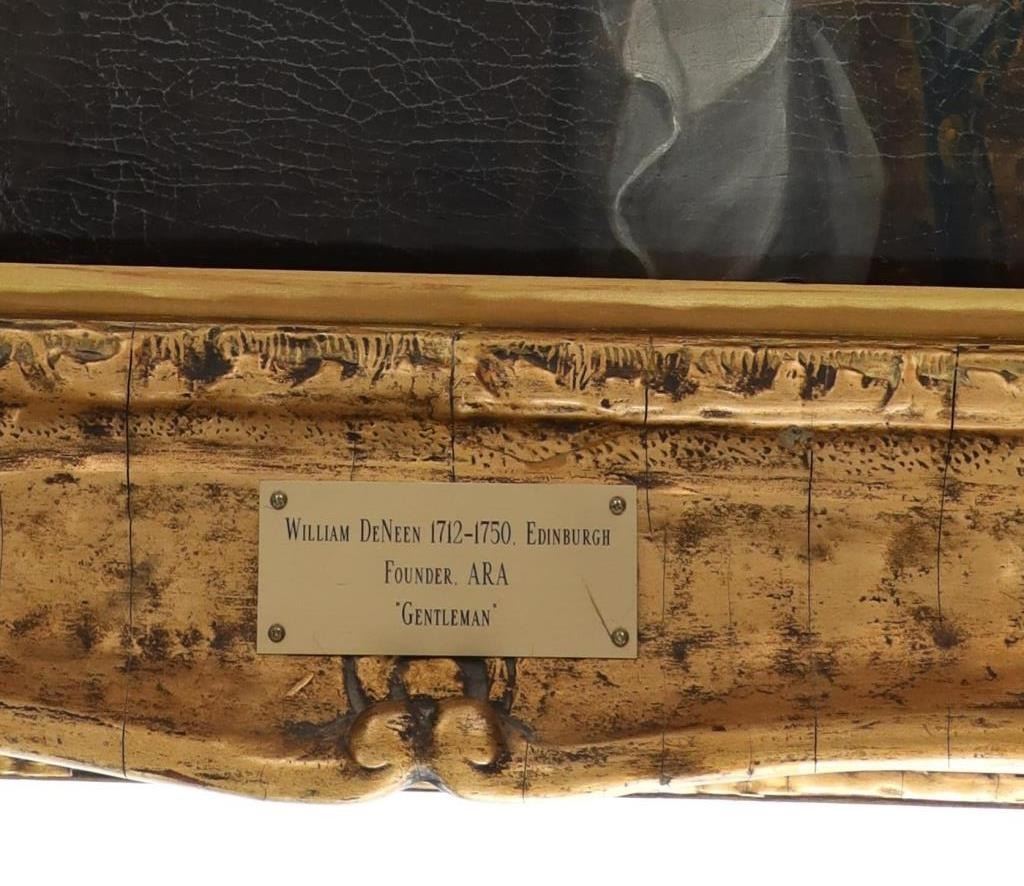 William DeNeen 1712-1750, Edinburgh
Founder, ARA
"Gentleman"